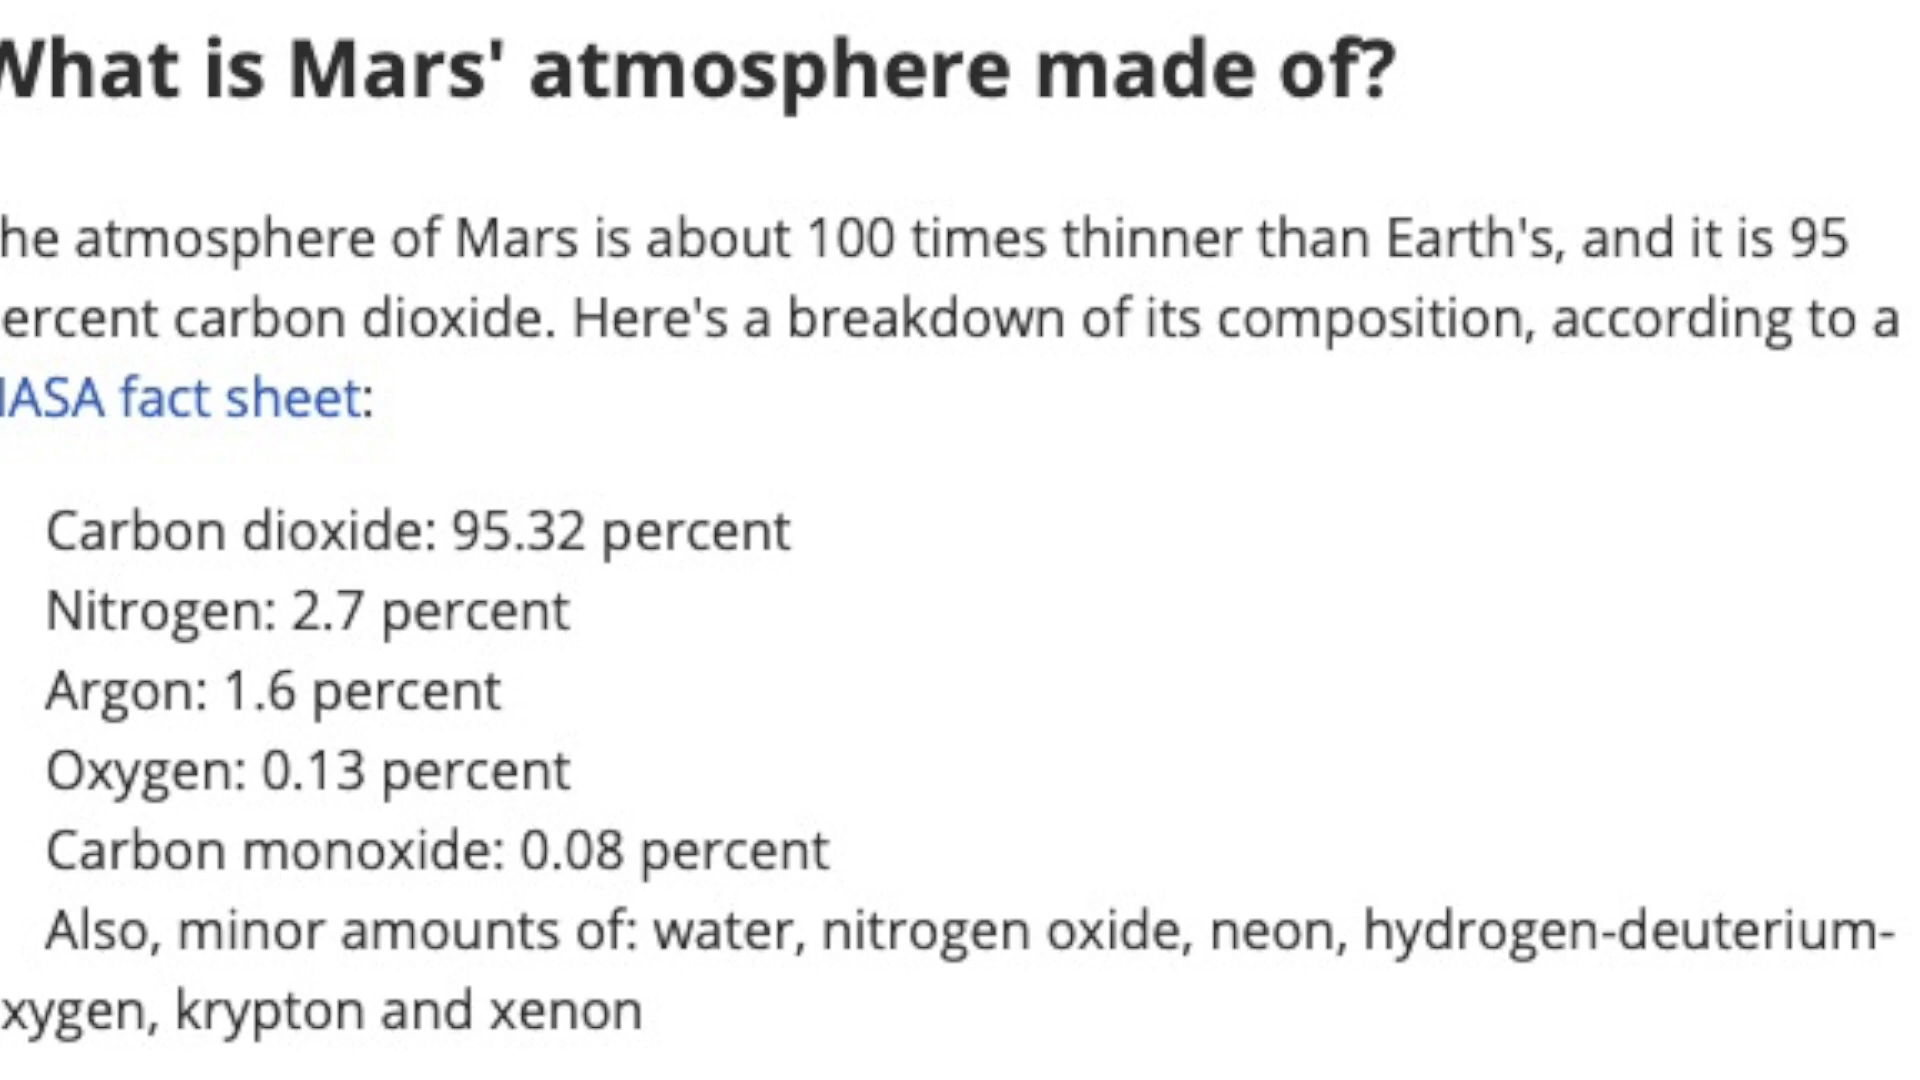 What is Mars' atmosphere made of?
he atmosphere of Mars is about 100 times thinner than Earth's, and it is 95
ercent carbon dioxide. Here's a breakdown of its composition, according to a
NASA fact sheet:
Carbon dioxide: 95.32 percent
Nitrogen: 2.7 percent
Argon: 1.6 percent
Oxygen: 0.13 percent
Carbon monoxide: 0.08 percent
Also, minor amounts of: water, nitrogen oxide, neon, hydrogen-deuterium-
xygen, krypton and xenon